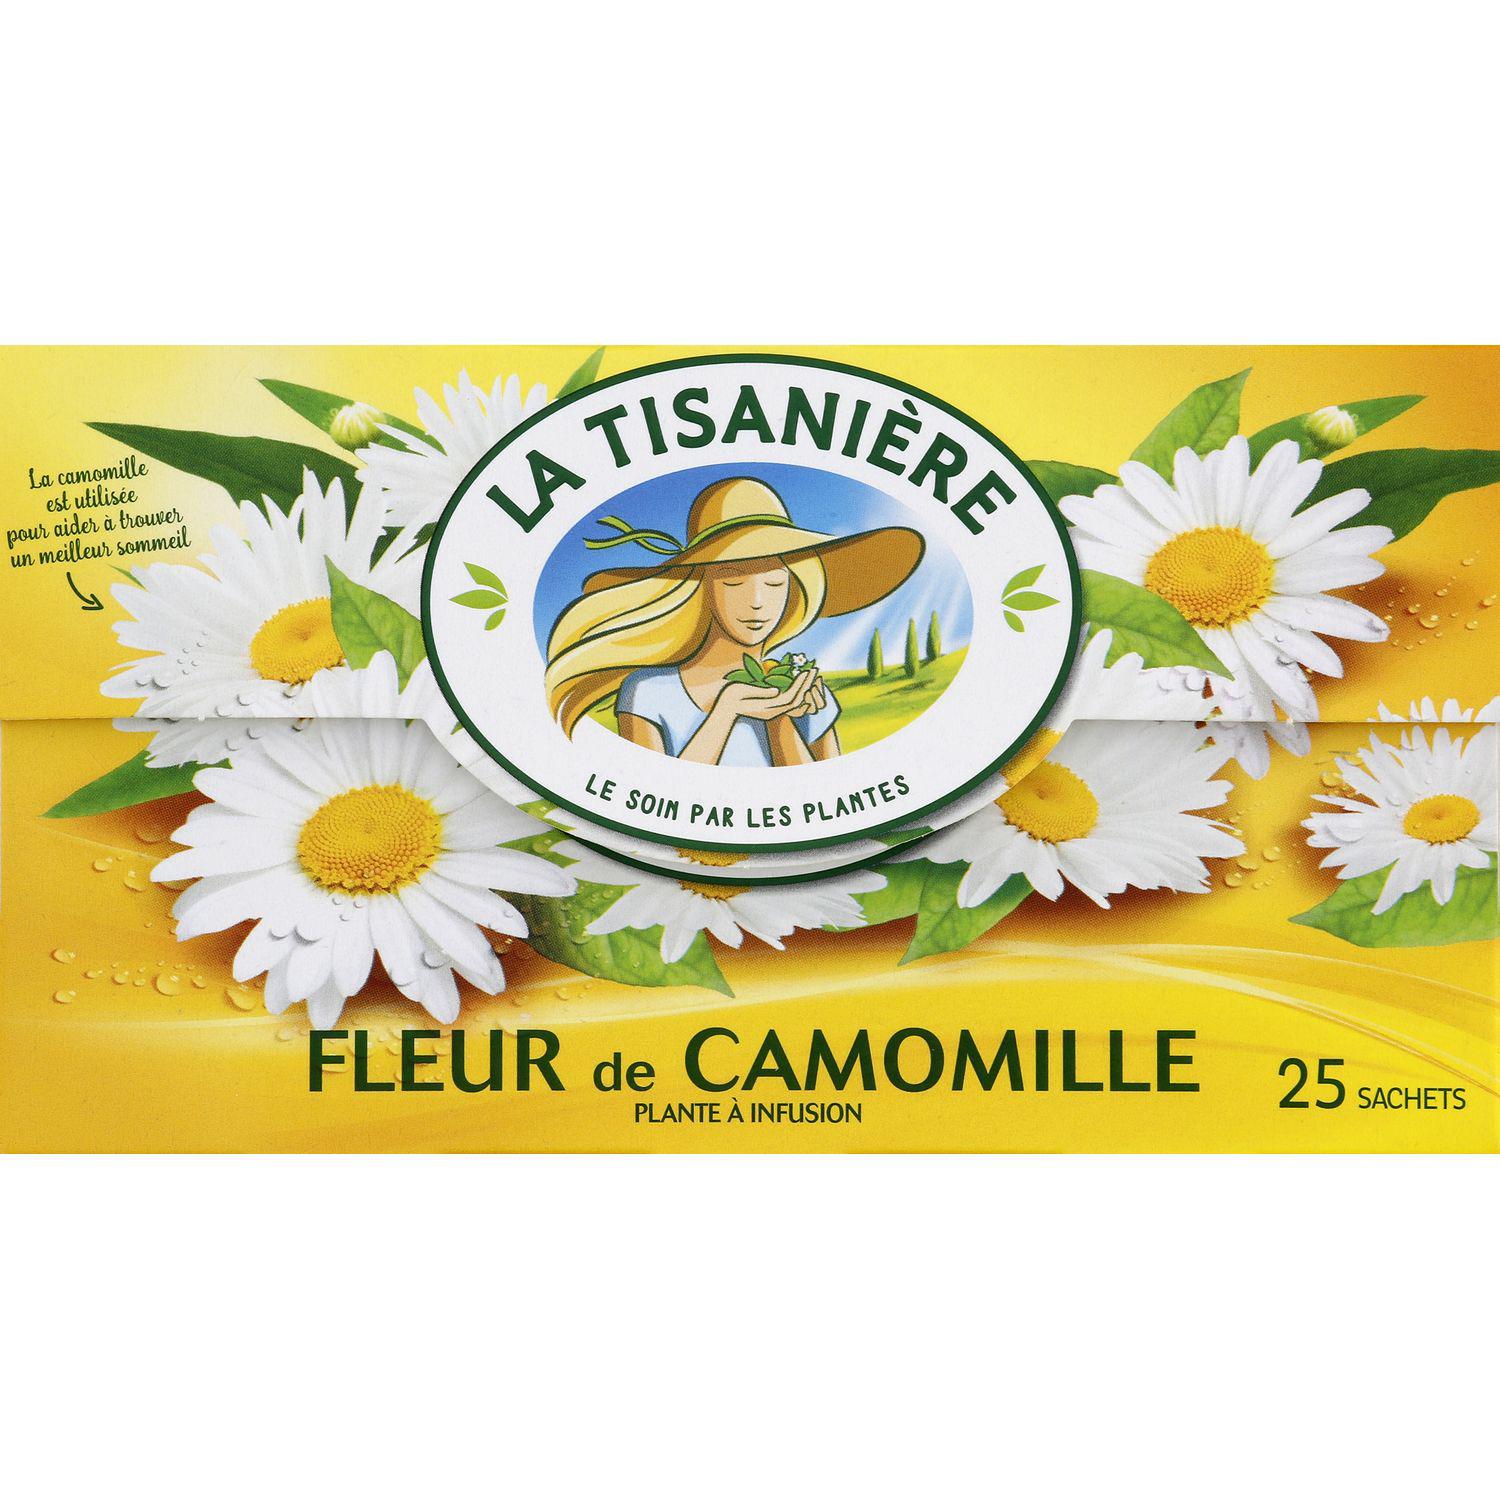 LA TISANIÈRE
La camomille
est utilisée
pour aider à trouver
un meilleur sommeil
LE SOIN PAR LES PLANTES
FLEUR de CAMOMILLE
PLANTE À INFUSION
25 SACHETS